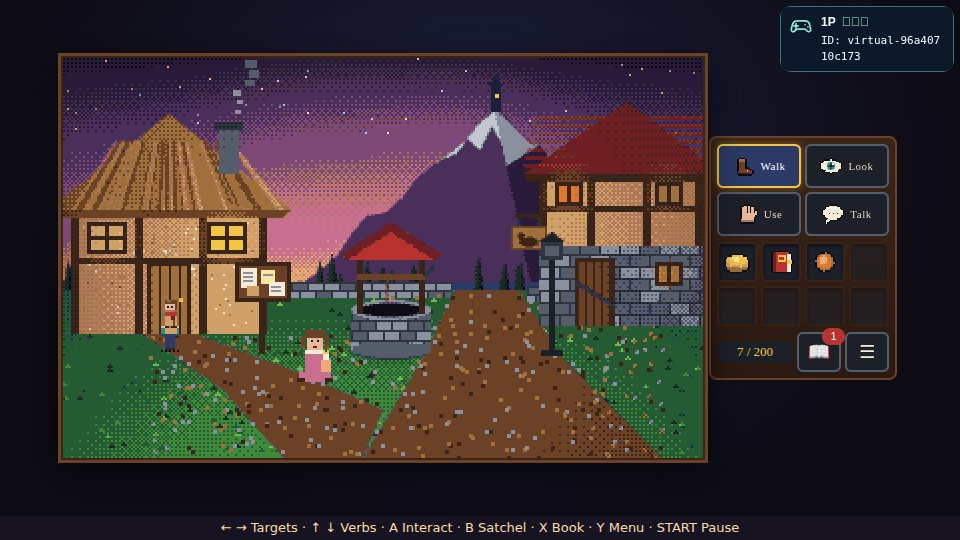 1P
ID: virtual-96a407
10c173
Walk
Look
Use
Talk
7 / 200
1
← → Targets · ↑ ↓ Verbs · A Interact · B Satchel · X Book · Y Menu · START Pause